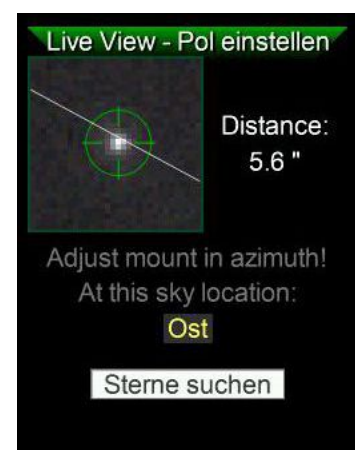 Live View - Pol einstellen
Distance:
5.6 "
Adjust mount in azimuth!
At this sky location:
Ost
Sterne suchen